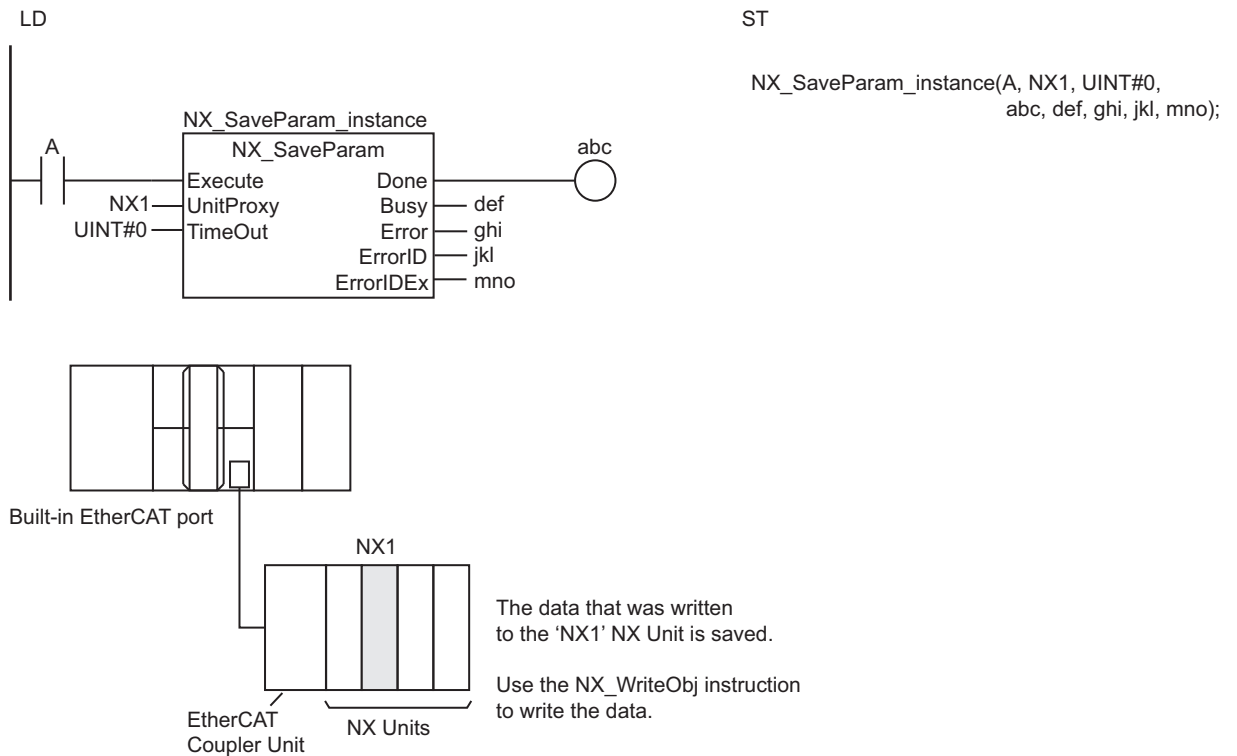 LD
ST
NX_SaveParam_instance(A, NX1, UINT#0,
abc, def, ghi, jkl, mno);
NX_SaveParam_instance
A
NX_SaveParam
abc
Execute
Done
NX1
UnitProxy
Busy
def
UINT#0
TimeOut
Error
ghi
ErrorID
jkl
ErrorIDEx
mno
Built-in EtherCAT port
NX1
The data that was written
to the ‘NX1’ NX Unit is saved.
Use the NX_WriteObj instruction
to write the data.
EtherCAT
Coupler Unit
NX Units